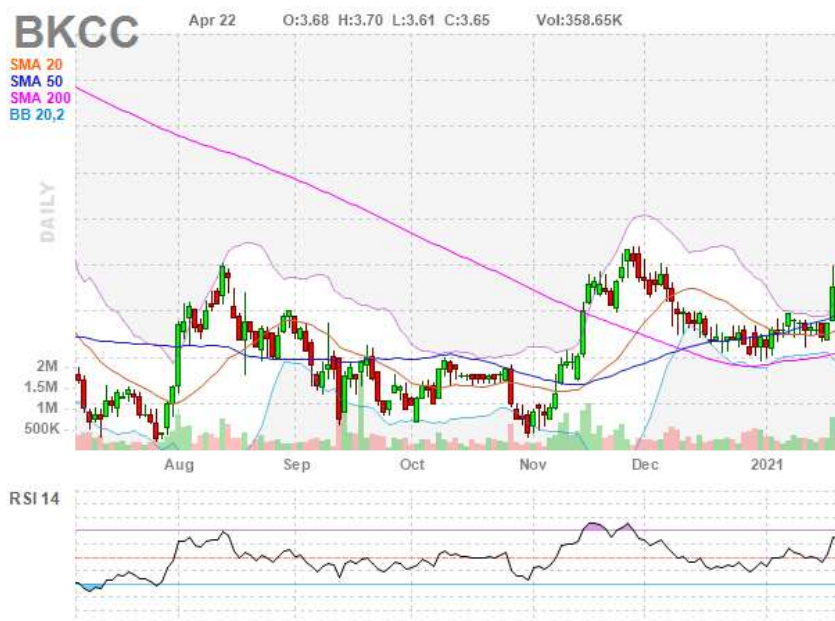 BKCC Apr 22 O:3.68 H:3.70 L:3.61 C:3.65 Vol:358.65K
SMA 20
SMA 50
SMA 200
BB 20,2
DAILY
2M
1.5M
1M
500K
Aug Sep Oct Nov Dec 2021
RSI 14